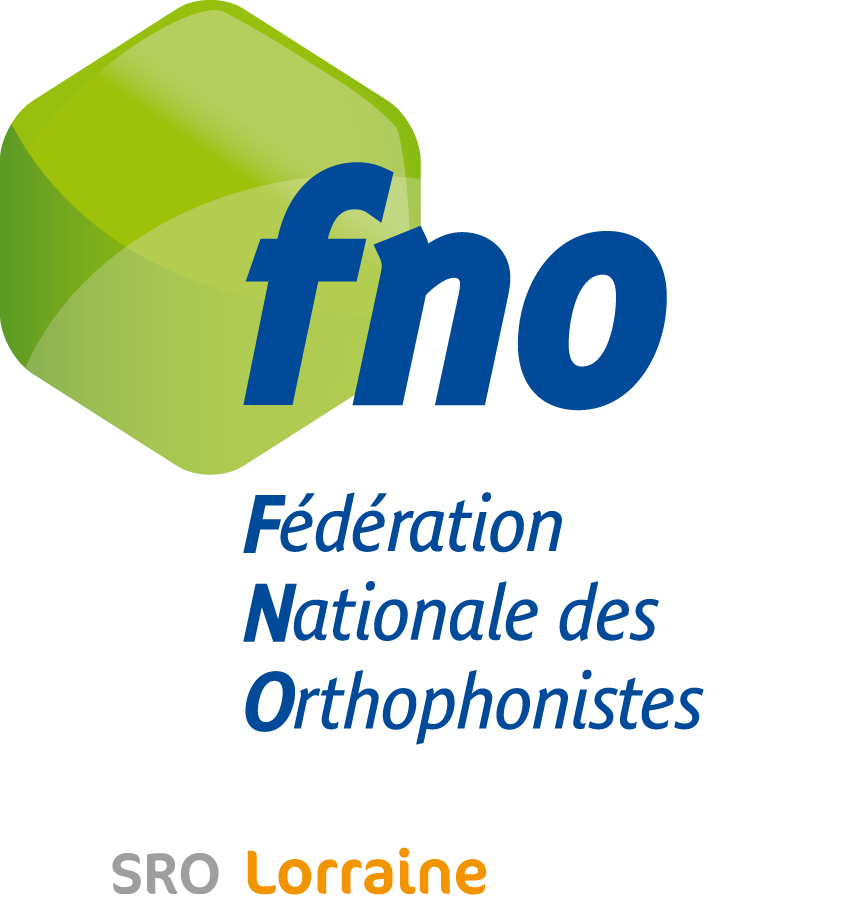 fno
Fédération
Nationale des
Orthophonistes
SRO Lorraine